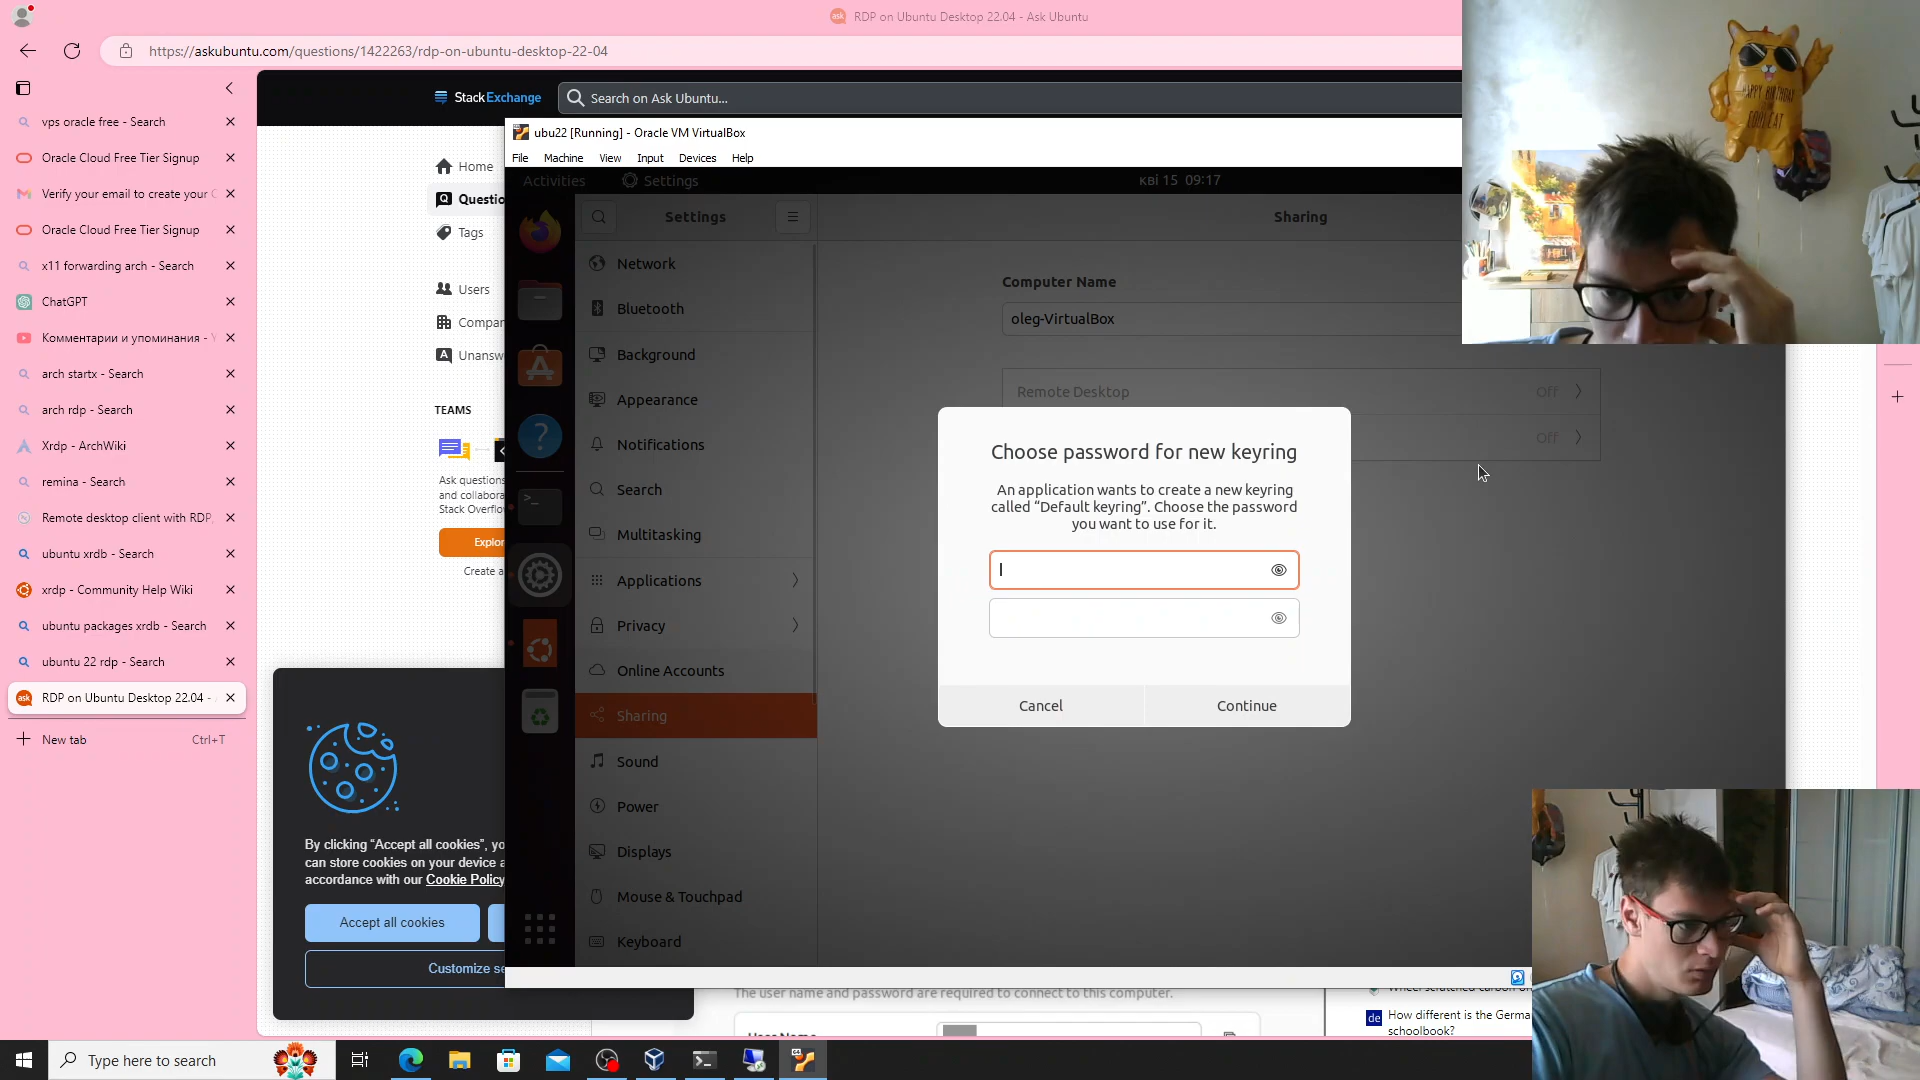 RDP on Ubuntu Desktop 22.04 - Ask Ubuntu
https://askubuntu.com/questions/1422263/rdp-on-ubuntu-desktop-22-04
vps oracle free - Search
Oracle Cloud Free Tier Signup
Verify your email to create your
Oracle Cloud Free Tier Signup
x11 forwarding arch - Search
ChatGPT
Комментарии и упоминания -
arch startx - Search
arch rdp - Search
Xrdp - ArchWiki
remina - Search
Remote desktop client with RDP,
ubuntu xrdb - Search
xrdp - Community Help Wiki
ubuntu packages xrdb - Search
ubuntu 22 rdp - Search
RDP on Ubuntu Desktop 22.04 -
New tab
Ctrl+T
StackExchange
Search on Ask Ubuntu...
Home
Questio
Tags
Users
Compan
Unansw
TEAMS
Ask questions
and collabora
Stack Overflo
Explor
Create a
By clicking “Accept all cookies”, yo
can store cookies on your device a
accordance with our Cookie Policy
Accept all cookies
Customize se
ubu22 [Running] - Oracle VM VirtualBox
File
Machine
View
Input
Devices
Help
Activities
Settings
кві 15 09:17
Settings
Sharing
Network
Bluetooth
Background
Appearance
Notifications
Search
Multitasking
Applications
Privacy
Online Accounts
Sharing
Sound
Power
Displays
Mouse & Touchpad
Keyboard
Computer Name
oleg-VirtualBox
Remote Desktop
Off
Off
Choose password for new keyring
An application wants to create a new keyring
called “Default keyring”. Choose the password
you want to use for it.
Cancel
Continue
The user name and password are required to connect to this computer.
User Name
de
How different is the Germa
schoolbook?
HAPPY BIRTHDAY
COOL CAT
Type here to search